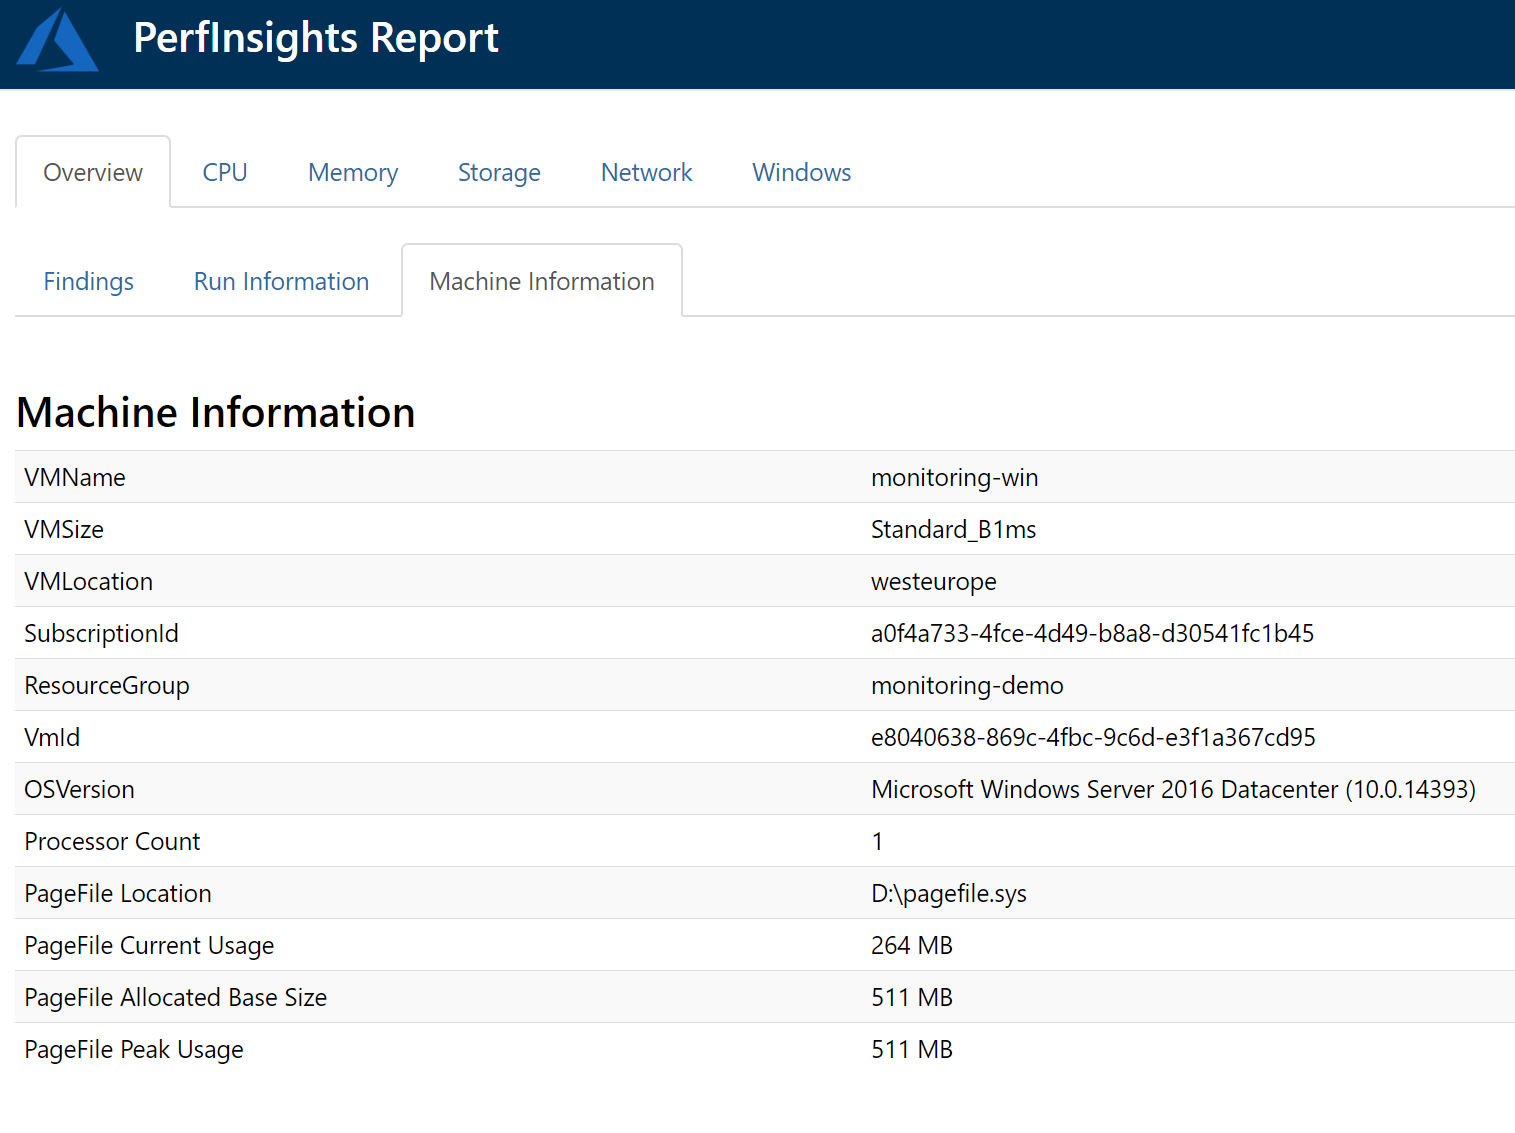 PerfInsights Report
Overview CPU Memory Storage Network Windows
Findings Run Information Machine Information
Machine Information
VMName monitoring-win
VMSize Standard_B1ms
VMLocation westeurope
SubscriptionId a0f4a733-4fce-4d49-b8a8-d30541fc1b45
ResourceGroup monitoring-demo
VmId e8040638-869c-4fbc-9c6d-e3f1a367cd95
OSVersion Microsoft Windows Server 2016 Datacenter (10.0.14393)
Processor Count 1
PageFile Location D:\pagefile.sys
PageFile Current Usage 264 MB
PageFile Allocated Base Size 511 MB
PageFile Peak Usage 511 MB